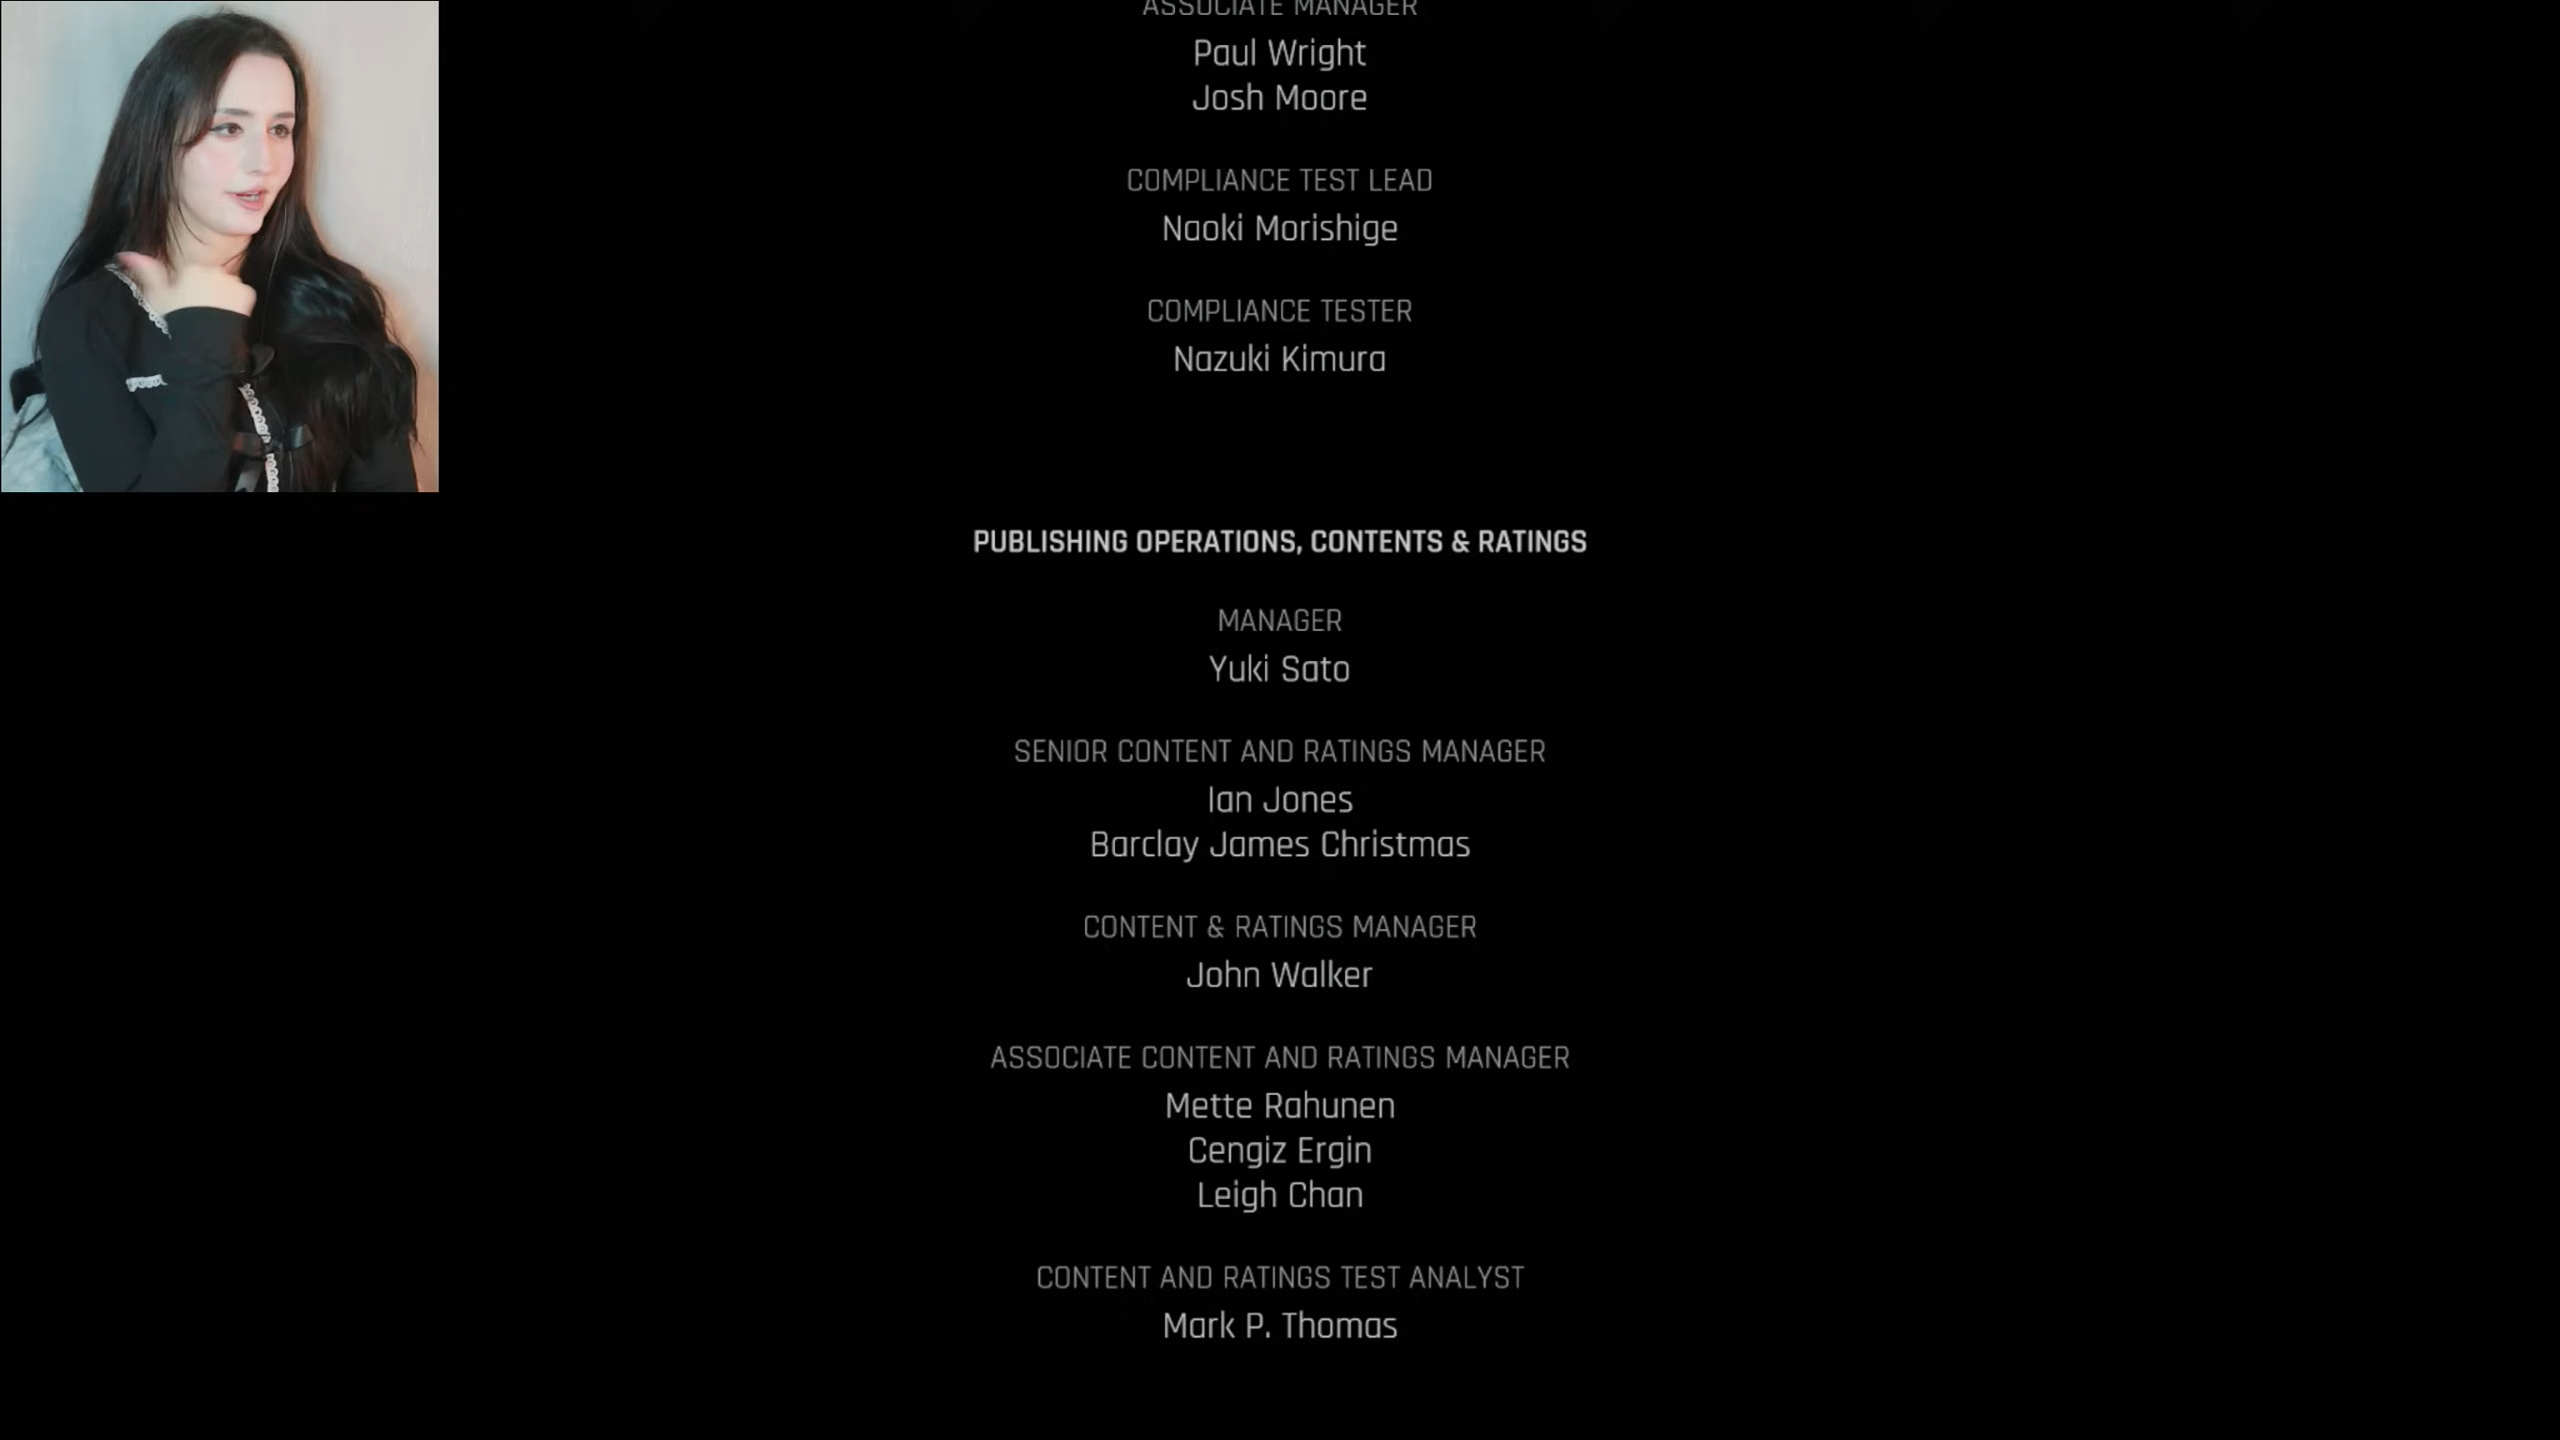 ASSOCIATE MANAGER
Paul Wright
Josh Moore
COMPLIANCE TEST LEAD
Naoki Morishige
COMPLIANCE TESTER
Nazuki Kimura
PUBLISHING OPERATIONS, CONTENTS & RATINGS
MANAGER
Yuki Sato
SENIOR CONTENT AND RATINGS MANAGER
Ian Jones
Barclay James Christmas
CONTENT & RATINGS MANAGER
John Walker
ASSOCIATE CONTENT AND RATINGS MANAGER
Mette Rahunen
Cengiz Ergin
Leigh Chan
CONTENT AND RATINGS TEST ANALYST
Mark P. Thomas